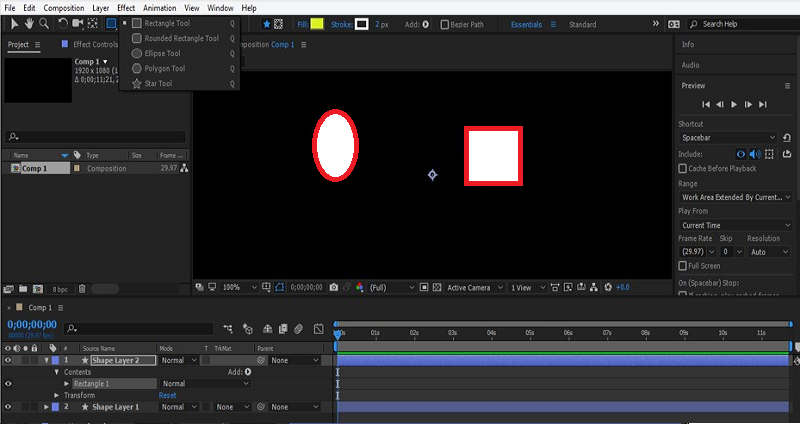 File Edit Composition Layer Effect Animation View Window Help
Fill: Stroke: 2 px Add: Bezier Path Essentials Search Help
Rectangle Tool Q
Rounded Rectangle Tool Q
Ellipse Tool Q
Polygon Tool Q
Star Tool Q
Project Effect Controls
Comp 1
1920 x 1080 (1
Δ 0;00;11;21, 2
omposition Comp 1
Name Type Size Frame ...
Comp 1 Composition 29.97
8 bpc
100% 0;00;00;00 (Full) Active Camera 1 View +0.0
Info
Audio
Preview
Shortcut
Spacebar
Include:
Cache Before Playback
Range
Work Area Extended By Current...
Play From
Current Time
Frame Rate Skip Resolution
(29.97) 0 Auto
Full Screen
On (Spacebar) Stop:
Comp 1
0;00;00;00
00000 (29.97 fps)
01s 02s 03s 04s 05s 06s 07s 08s 09s 10s 11s
# Source Name Mode T TrkMat Parent
1 Shape Layer 2 Normal None
Contents Add:
Rectangle 1 Normal
Transform Reset
2 Shape Layer 1 Normal None None